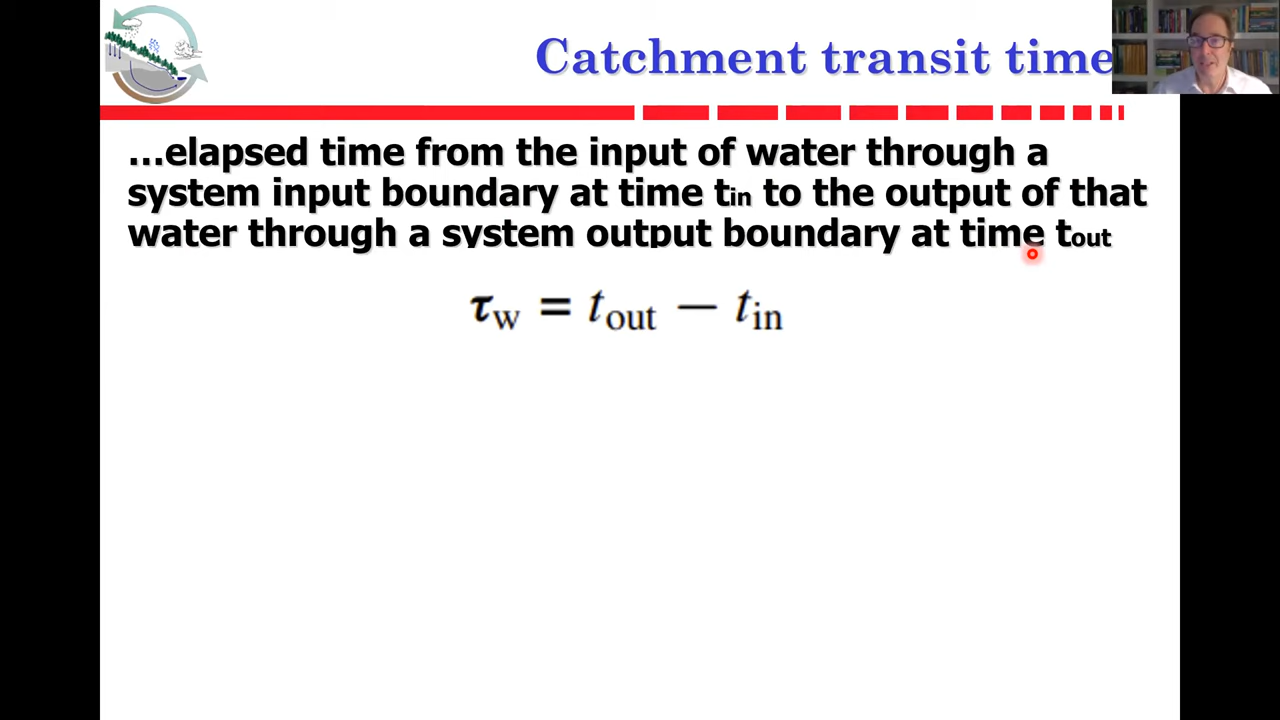 Catchment transit time
...elapsed time from the input of water through a
system input boundary at time tin to the output of that
water through a system output boundary at time tout
τw = tout − tin